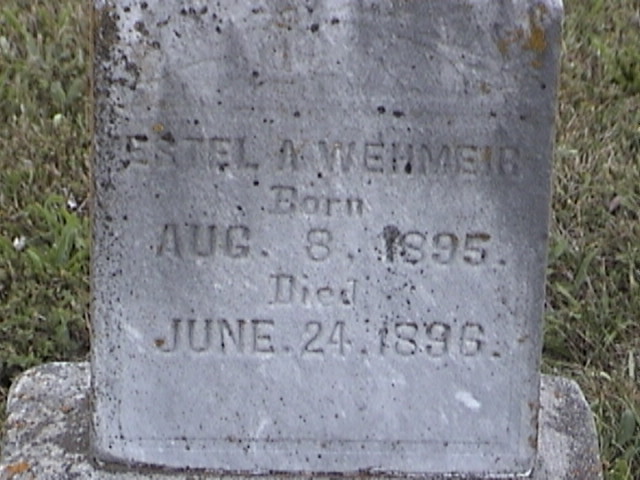 ESTEL A WEHMEIR
Born
AUG. 8. 1895.
Died
JUNE. 24. 1896.